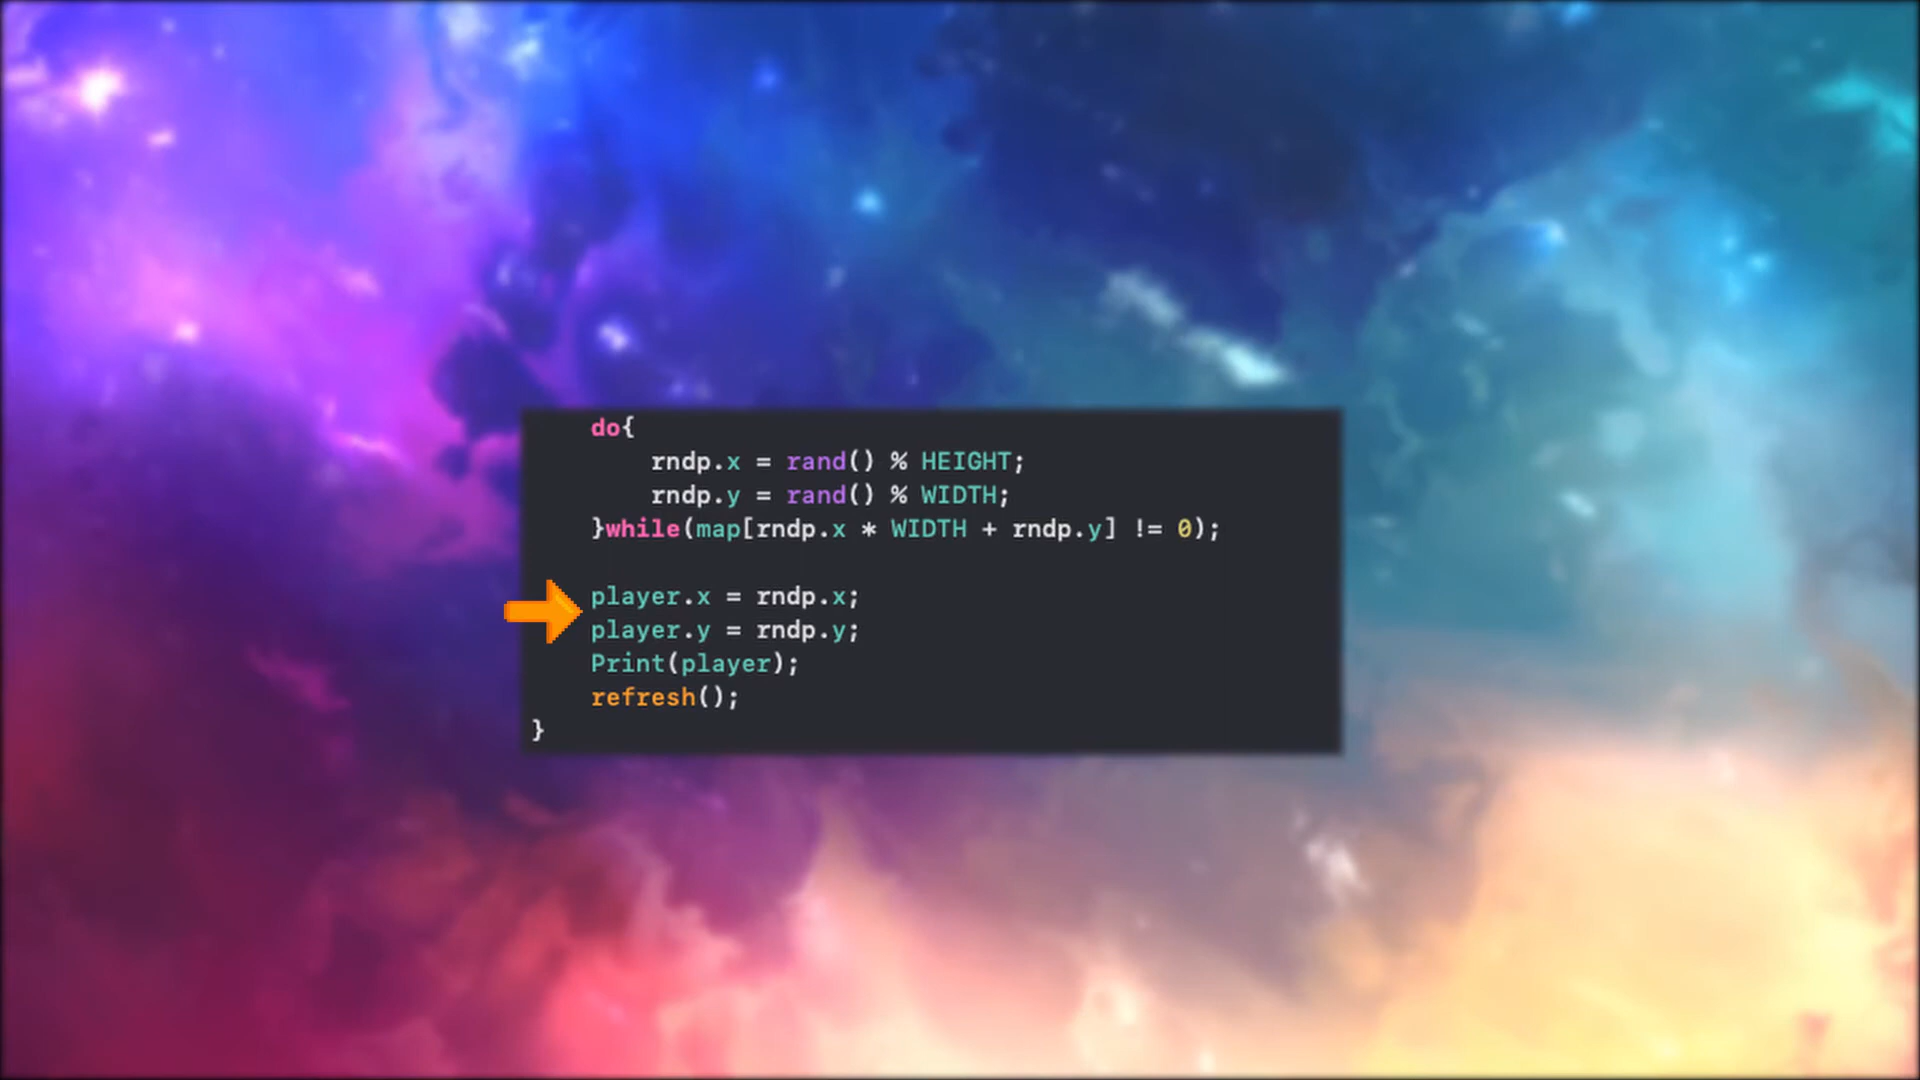 do{
rndp.x = rand() % HEIGHT;
rndp.y = rand() % WIDTH;
}while(map[rndp.x * WIDTH + rndp.y] != 0);
player.x = rndp.x;
player.y = rndp.y;
Print(player);
refresh();
}